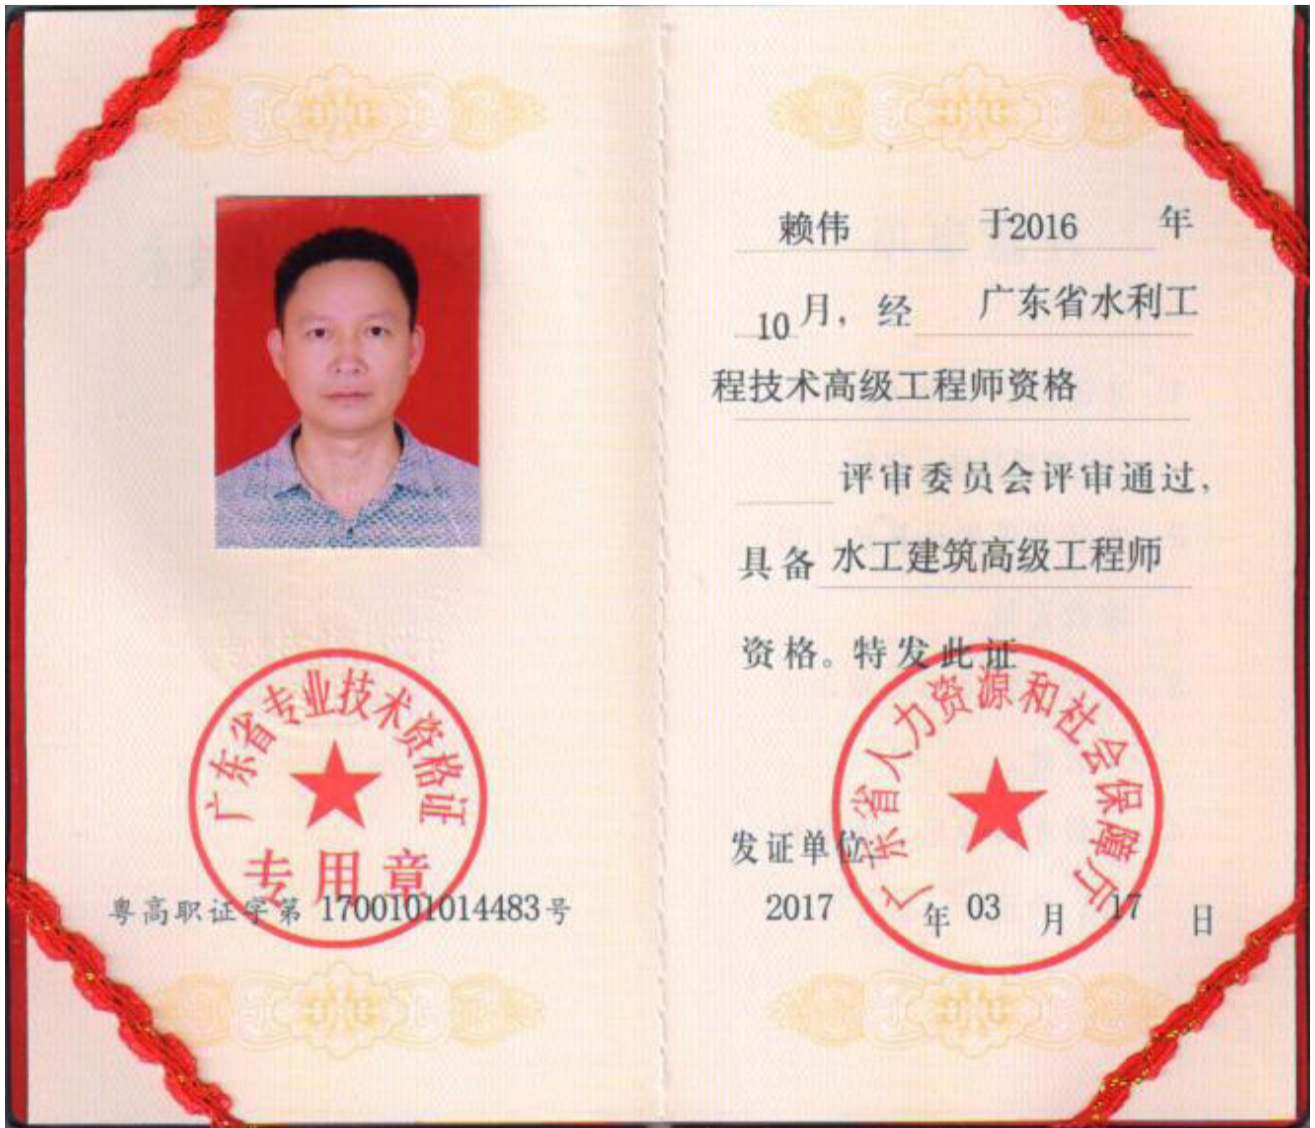 广东省专业技术资格证
专用章
粤高职证字第 1700101014483号
赖伟 于2016 年
10月，经 广东省水利工
程技术高级工程师资格
评审委员会评审通过，
具备 水工建筑高级工程师
资格。特发此证
广东省人力资源和社会保障厅
发证单位：
2017 年 03 月 17 日